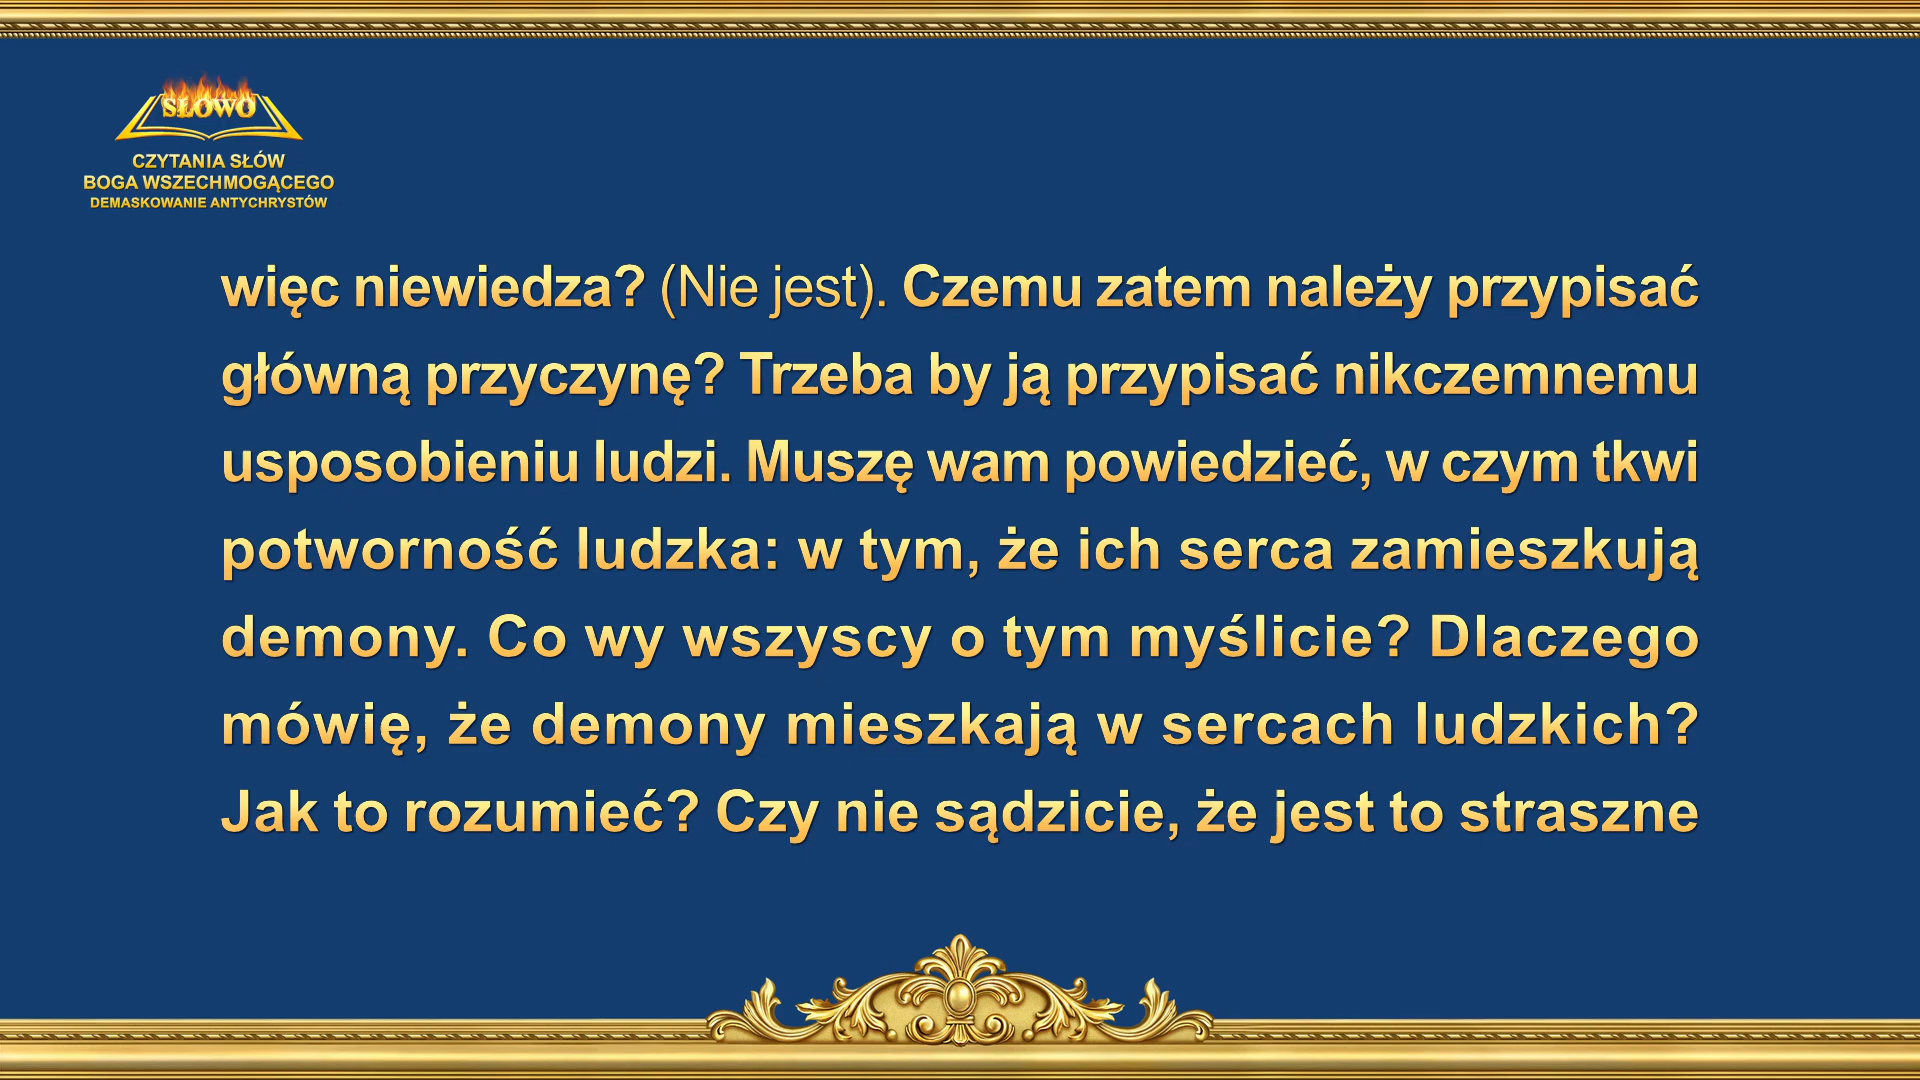 SŁOWO
CZYTANIA SŁÓW
BOGA WSZECHMOGĄCEGO
DEMASKOWANIE ANTYCHRYSTÓW
więc niewiedza? (Nie jest). Czemu zatem należy przypisać
główną przyczynę? Trzeba by ją przypisać nikczemnemu
usposobieniu ludzi. Muszę wam powiedzieć, w czym tkwi
potworność ludzka: w tym, że ich serca zamieszkują
demony. Co wy wszyscy o tym myślicie? Dlaczego
mówię, że demony mieszkają w sercach ludzkich?
Jak to rozumieć? Czy nie sądzicie, że jest to straszne